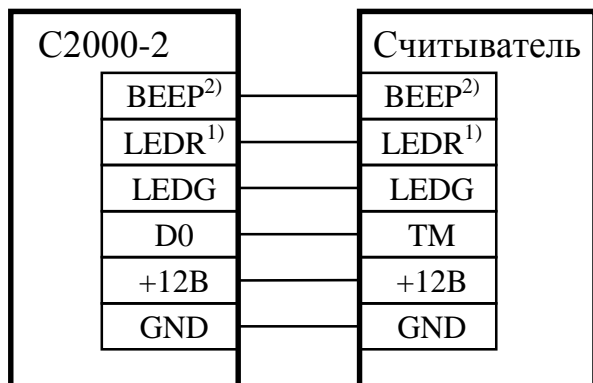 С2000-2
BEEP2)
LEDR1)
LEDG
D0
+12В
GND
Считыватель
BEEP2)
LEDR1)
LEDG
TM
+12В
GND